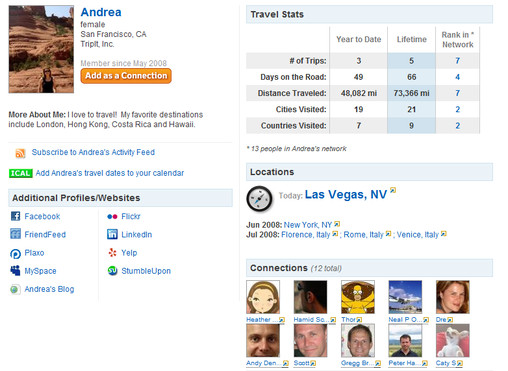 Andrea
female
San Francisco, CA
TripIt, Inc.
Member since May 2008
Add as a Connection
More About Me: I love to travel! My favorite destinations
include London, Hong Kong, Costa Rica and Hawaii.
Subscribe to Andrea's Activity Feed
ICAL Add Andrea's travel dates to your calendar
Additional Profiles/Websites
Facebook Flickr
FriendFeed LinkedIn
Plaxo Yelp
MySpace StumbleUpon
Andrea's Blog
Travel Stats
Year to Date Lifetime Rank in * Network
# of Trips: 3 5 7
Days on the Road: 49 66 4
Distance Traveled: 48,082 mi 73,366 mi 7
Cities Visited: 19 21 2
Countries Visited: 7 9 2
* 13 people in Andrea's network
Locations
Today: Las Vegas, NV
Jun 2008: New York, NY
Jul 2008: Florence, Italy ; Rome, Italy ; Venice, Italy
Connections (12 total)
Heather ... Hamid So... Thor Neal P O... Dre
Andy Den... Scott Gregg Br... Peter Ha... Caty S